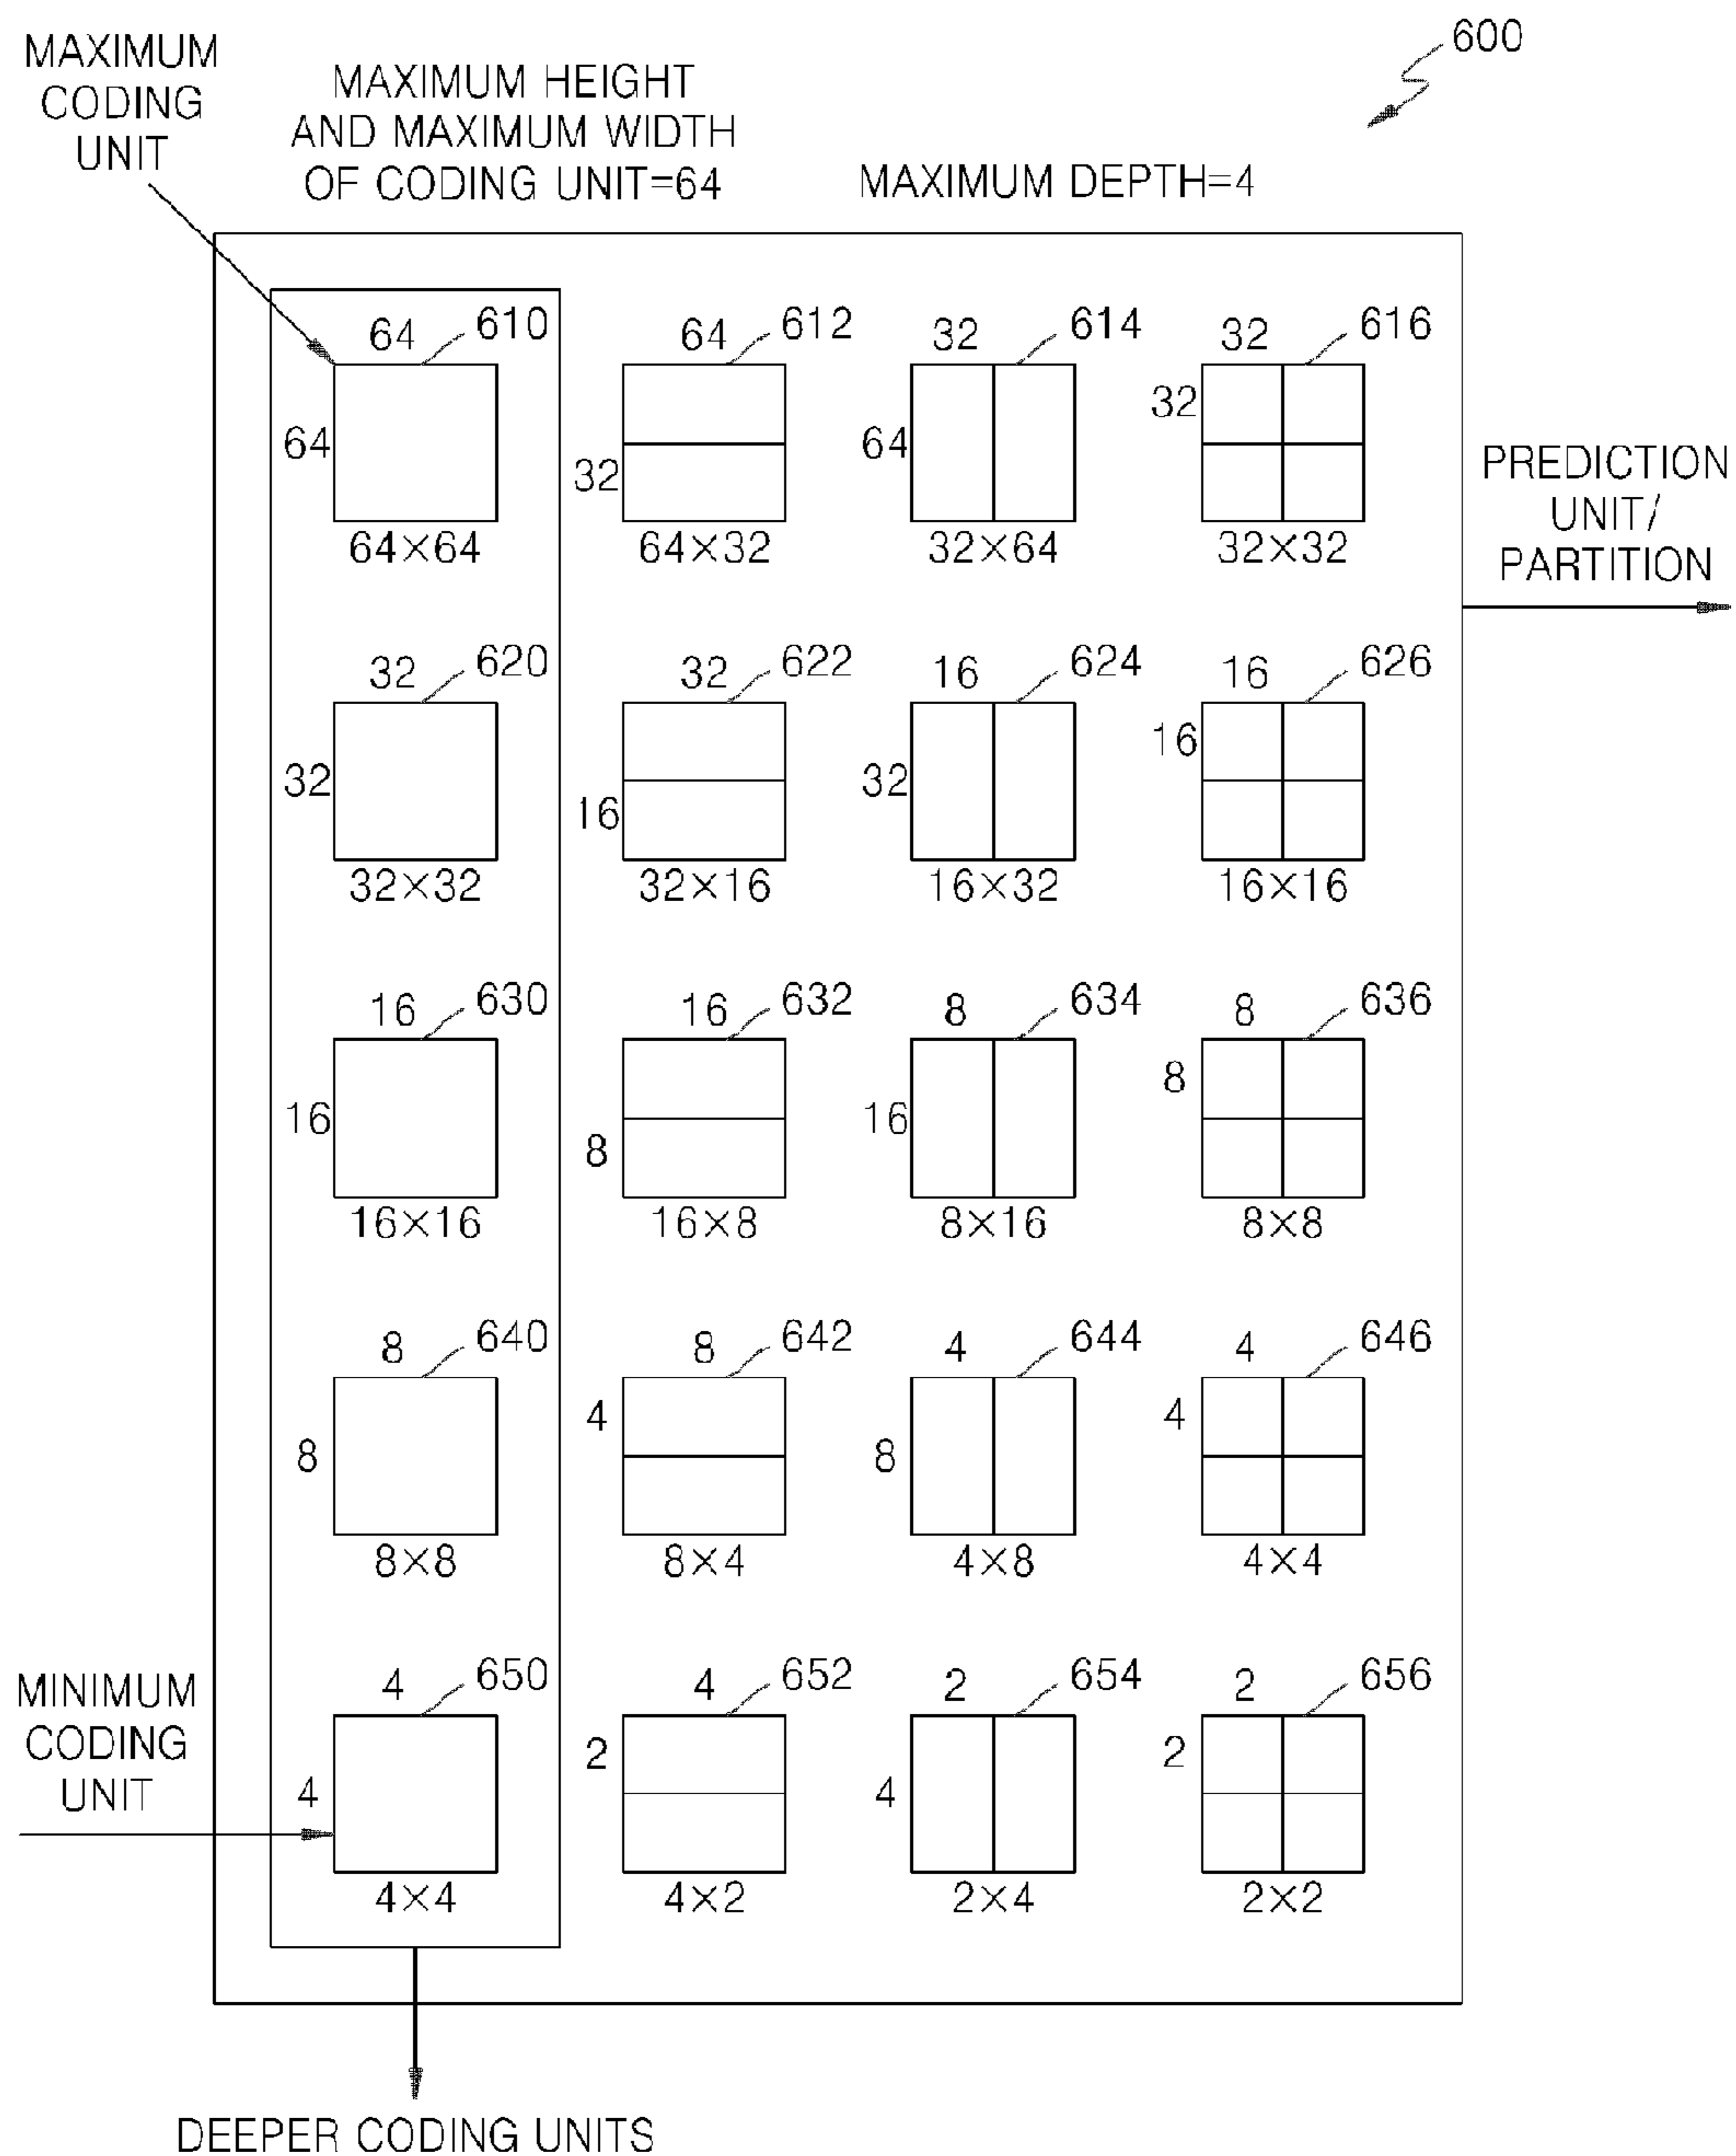 600
MAXIMUM
CODING
UNIT
MAXIMUM HEIGHT
AND MAXIMUM WIDTH
OF CODING UNIT=64
MAXIMUM DEPTH=4
64 610 64 612 32 614 32 616
64 32 64 32
64×64 64×32 32×64 32×32
PREDICTION
UNIT/
PARTITION
32 620 32 622 16 624 16 626
32 16 32 16
32×32 32×16 16×32 16×16
16 630 16 632 8 634 8 636
16 8 16 8
16×16 16×8 8×16 8×8
8 640 8 642 4 644 4 646
8 4 8 4
8×8 8×4 4×8 4×4
MINIMUM
CODING
UNIT
4 650 4 652 2 654 2 656
4 2 4 2
4×4 4×2 2×4 2×2
DEEPER CODING UNITS